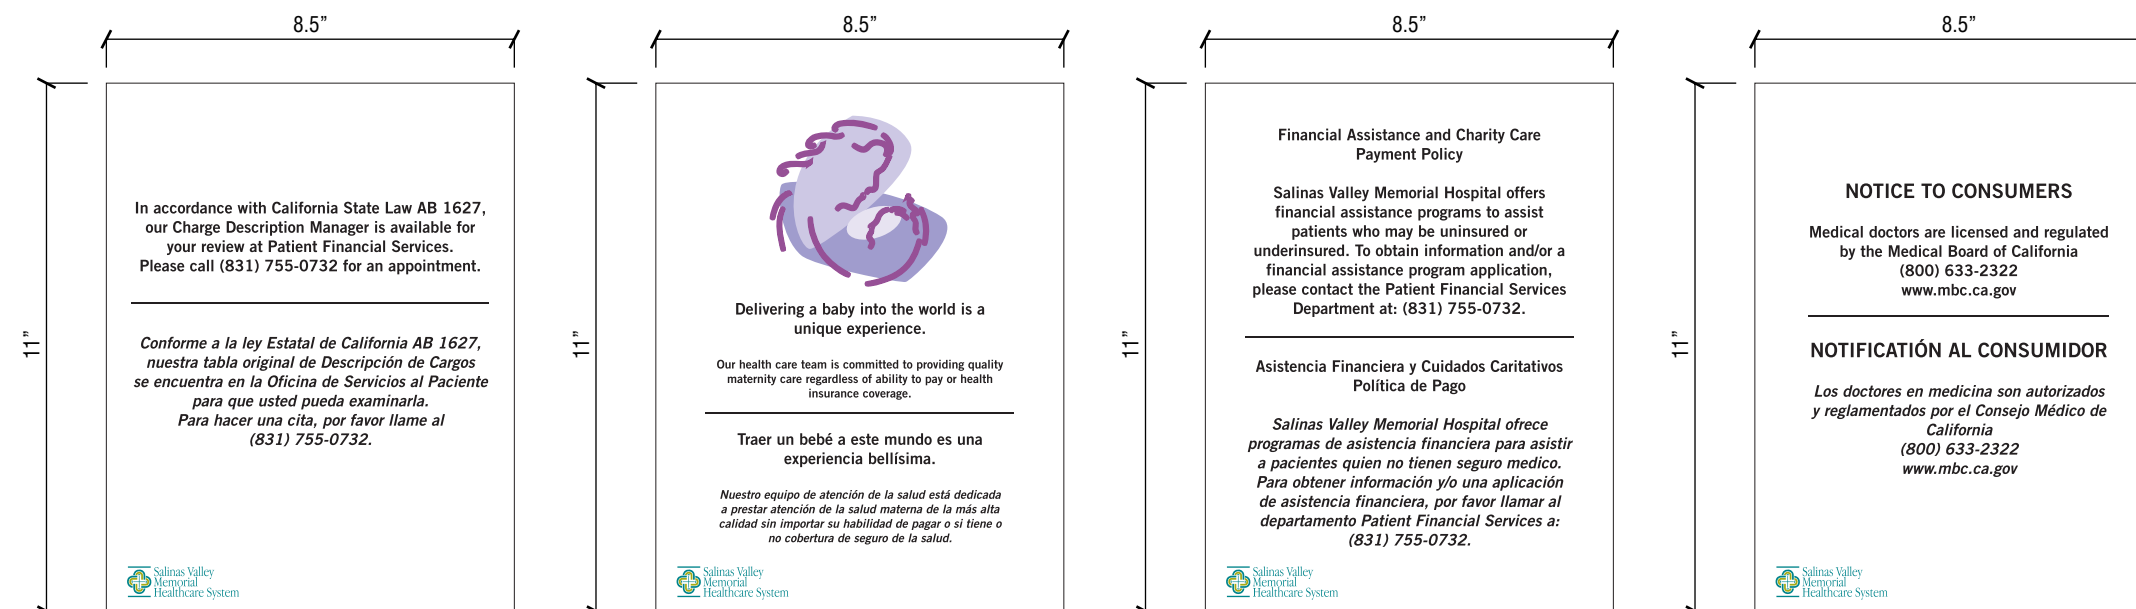 8.5”
11”
In accordance with California State Law AB 1627,
our Charge Description Manager is available for
your review at Patient Financial Services.
Please call (831) 755-0732 for an appointment.
Conforme a la ley Estatal de California AB 1627,
nuestra tabla original de Descripción de Cargos
se encuentra en la Oficina de Servicios al Paciente
para que usted pueda examinarla.
Para hacer una cita, por favor llame al
(831) 755-0732.
Salinas Valley
Memorial
Healthcare System
8.5”
11”
Delivering a baby into the world is a
unique experience.
Our health care team is committed to providing quality
maternity care regardless of ability to pay or health
insurance coverage.
Traer un bebé a este mundo es una
experiencia bellísima.
Nuestro equipo de atención de la salud está dedicada
a prestar atención de la salud materna de la más alta
calidad sin importar su habilidad de pagar o si tiene o
no cobertura de seguro de la salud.
Salinas Valley
Memorial
Healthcare System
8.5”
11”
Financial Assistance and Charity Care
Payment Policy
Salinas Valley Memorial Hospital offers
financial assistance programs to assist
patients who may be uninsured or
underinsured. To obtain information and/or a
financial assistance program application,
please contact the Patient Financial Services
Department at: (831) 755-0732.
Asistencia Financiera y Cuidados Caritativos
Política de Pago
Salinas Valley Memorial Hospital ofrece
programas de asistencia financiera para asistir
a pacientes quien no tienen seguro medico.
Para obtener información y/o una aplicación
de asistencia financiera, por favor llamar al
departamento Patient Financial Services a:
(831) 755-0732.
Salinas Valley
Memorial
Healthcare System
8.5”
11”
NOTICE TO CONSUMERS
Medical doctors are licensed and regulated
by the Medical Board of California
(800) 633-2322
www.mbc.ca.gov
NOTIFICATIÓN AL CONSUMIDOR
Los doctores en medicina son autorizados
y reglamentados por el Consejo Médico de
California
(800) 633-2322
www.mbc.ca.gov
Salinas Valley
Memorial
Healthcare System